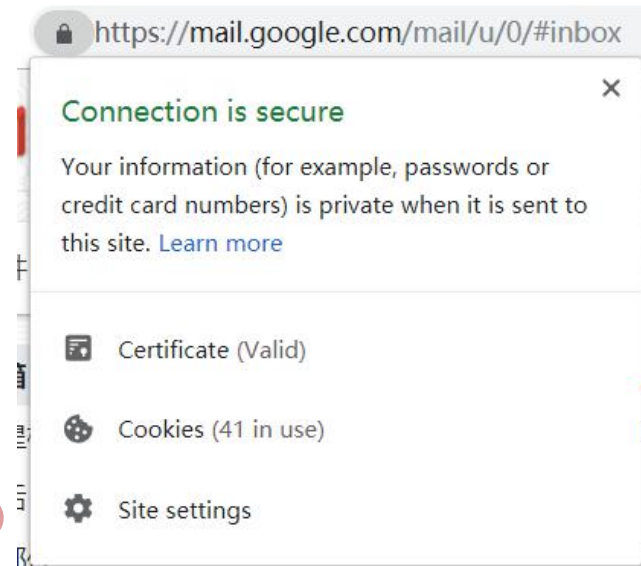 https://mail.google.com/mail/u/0/#inbox
Connection is secure
Your information (for example, passwords or
credit card numbers) is private when it is sent to
this site. Learn more
Certificate (Valid)
Cookies (41 in use)
Site settings